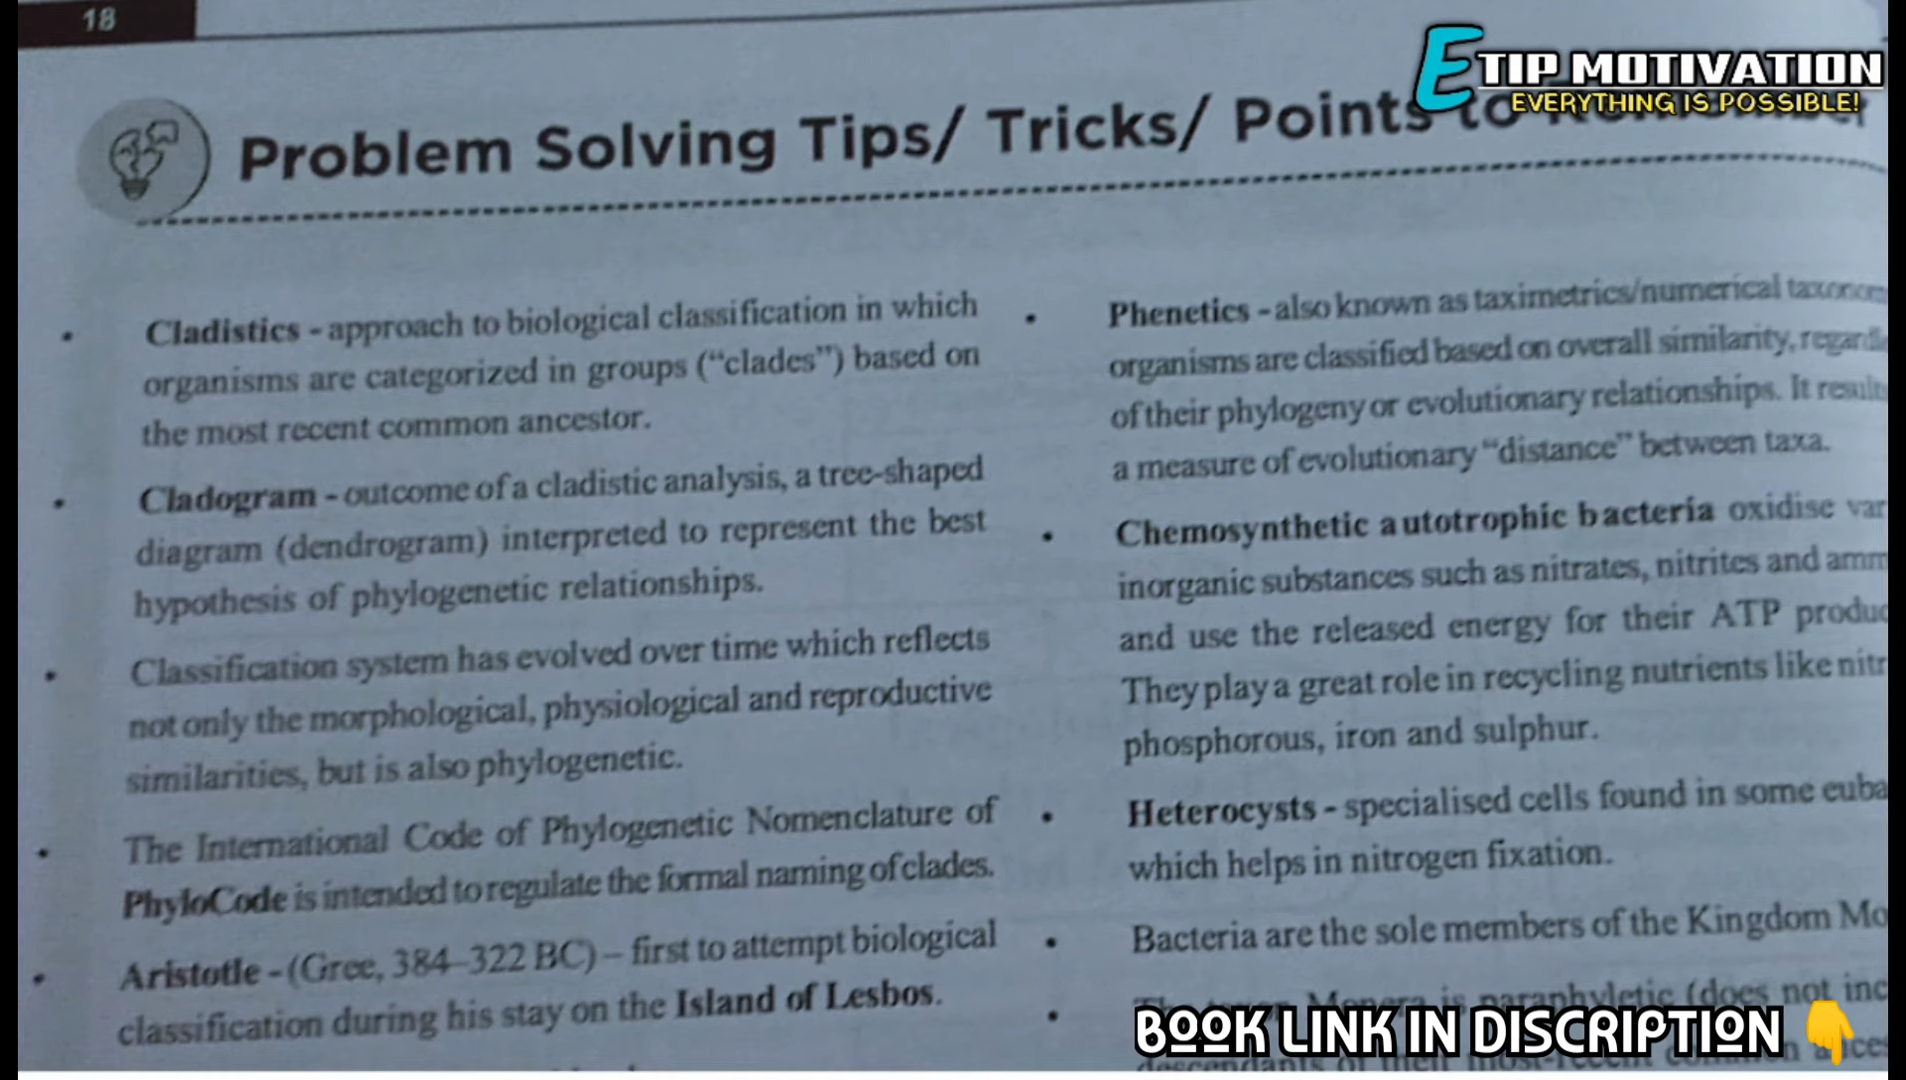 18
E TIP MOTIVATION
EVERYTHING IS POSSIBLE!
Problem Solving Tips/ Tricks/ Points to
• Cladistics - approach to biological classification in which
organisms are categorized in groups (“clades”) based on
the most recent common ancestor.
• Cladogram - outcome of a cladistic analysis, a tree-shaped
diagram (dendrogram) interpreted to represent the best
hypothesis of phylogenetic relationships.
• Classification system has evolved over time which reflects
not only the morphological, physiological and reproductive
similarities, but is also phylogenetic.
• The International Code of Phylogenetic Nomenclature of
PhyloCode is intended to regulate the formal naming of clades.
• Aristotle - (Gree, 384–322 BC) – first to attempt biological
classification during his stay on the Island of Lesbos.
• Phenetics - also known as taximetrics/numerical
organisms are classified based on overall similarity,
of their phylogeny or evolutionary relationships. It
a measure of evolutionary “distance” between taxa.
• Chemosynthetic autotrophic bacteria oxidise
inorganic substances such as nitrates, nitrites and
and use the released energy for their ATP
They play a great role in recycling nutrients like
phosphorous, iron and sulphur.
• Heterocysts - specialised cells found in some
which helps in nitrogen fixation.
• Bacteria are the sole members of the Kingdom
• Monera is paraphyletic (does not
BOOK LINK IN DISCRIPTION